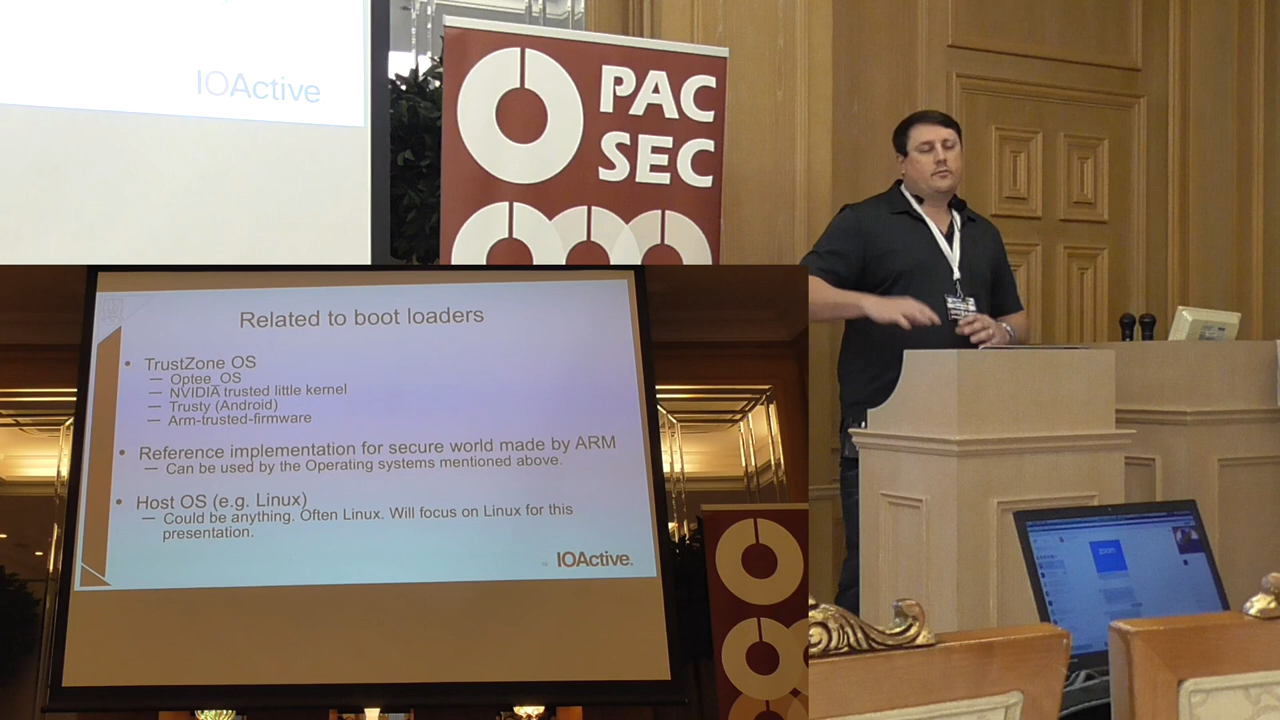 IOActive
PAC
SEC
Related to boot loaders
• TrustZone OS
— Optee_OS
— NVIDIA trusted little kernel
— Trusty (Android)
— Arm-trusted-firmware
• Reference implementation for secure world made by ARM
— Can be used by the Operating systems mentioned above.
• Host OS (e.g. Linux)
— Could be anything. Often Linux. Will focus on Linux for this
presentation.
IOActive.
zoom